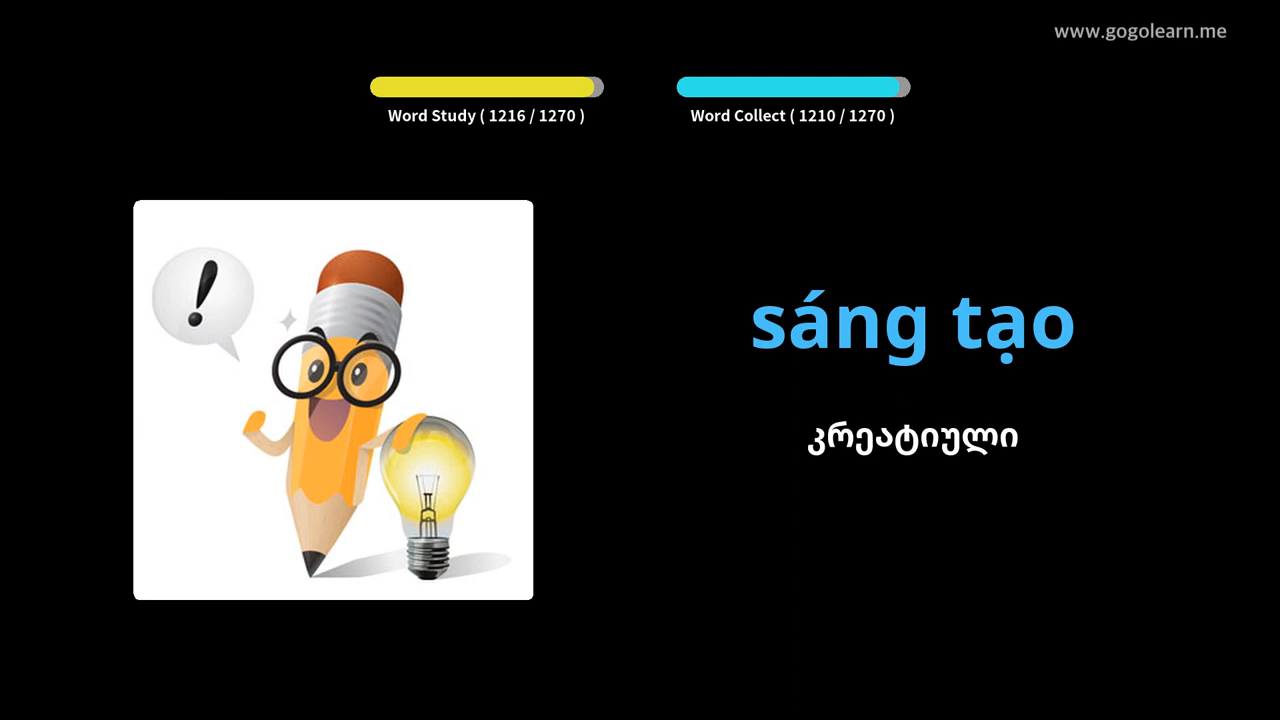 www.gogolearn.me
Word Study ( 1216 / 1270 )
Word Collect ( 1210 / 1270 )
!
sáng tạo
კრეატიული